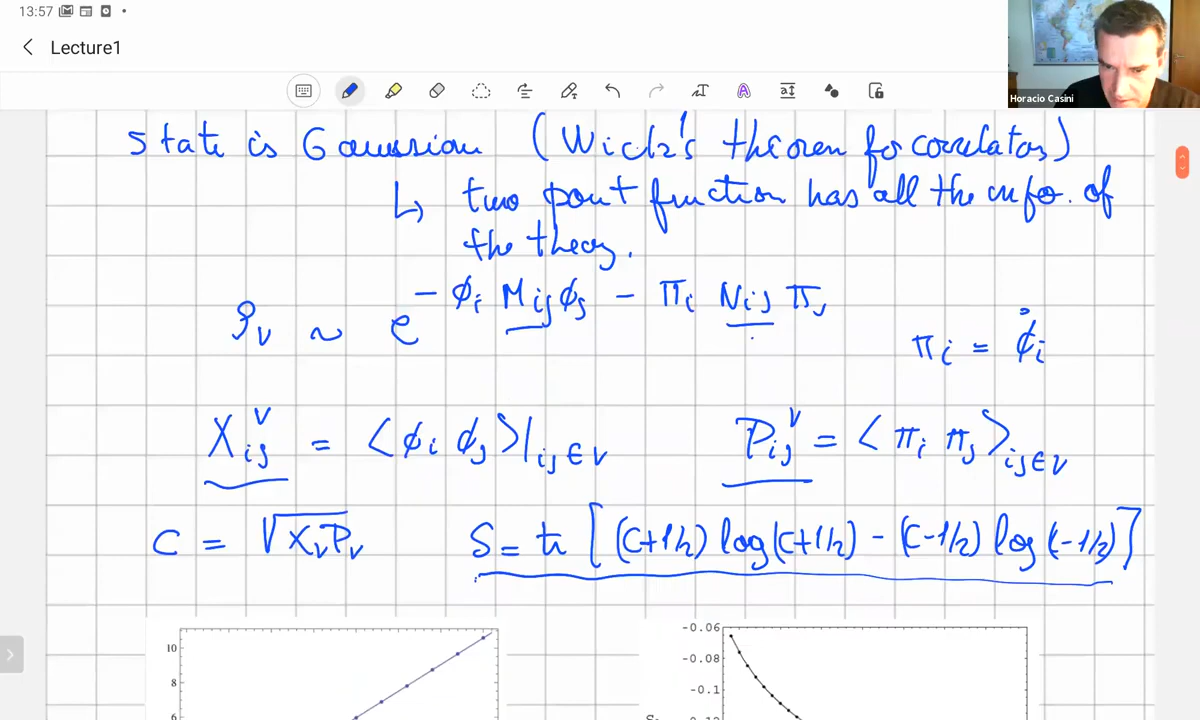 13:57
Lecture1
Horacio Casini
State is Gaussian (Wick's theorem for correlators)
↳ two point function has all the info. of
the theory.
ρ_V ~ e^{- ϕ_i M_ij ϕ_j - π_i N_ij π_j}
π_i = ϕ̇_i
X_ij^V = <ϕ_i ϕ_j>|_{ij∈V} P_ij^V = <π_i π_j>_{ij∈V}
C = √(X_V P_V) S = tr [(C+1/2) log(C+1/2) - (C-1/2) log(C-1/2)]
10
8
6
-0.06
-0.08
-0.1